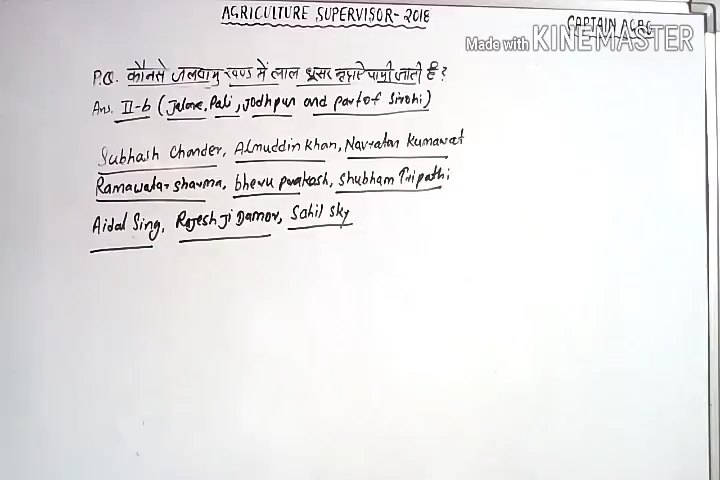 AGRICULTURE SUPERVISOR-2018
CAPTAIN
Made with KINEMASTER
P.Q. कौनसे जलवायु खण्ड में लाल धूसर मृदाऐ पायी जाती है?
Ans. II-b (Jalore, Pali, Jodhpur and part of Sirohi)
Subhash Chander, Almuddin Khan, Navratan Kumawat
Ramawatar sharma, bheru prakash, Shubham Tripathi
Aidal Sing, Rajesh Ji Damor, Sahil Sky